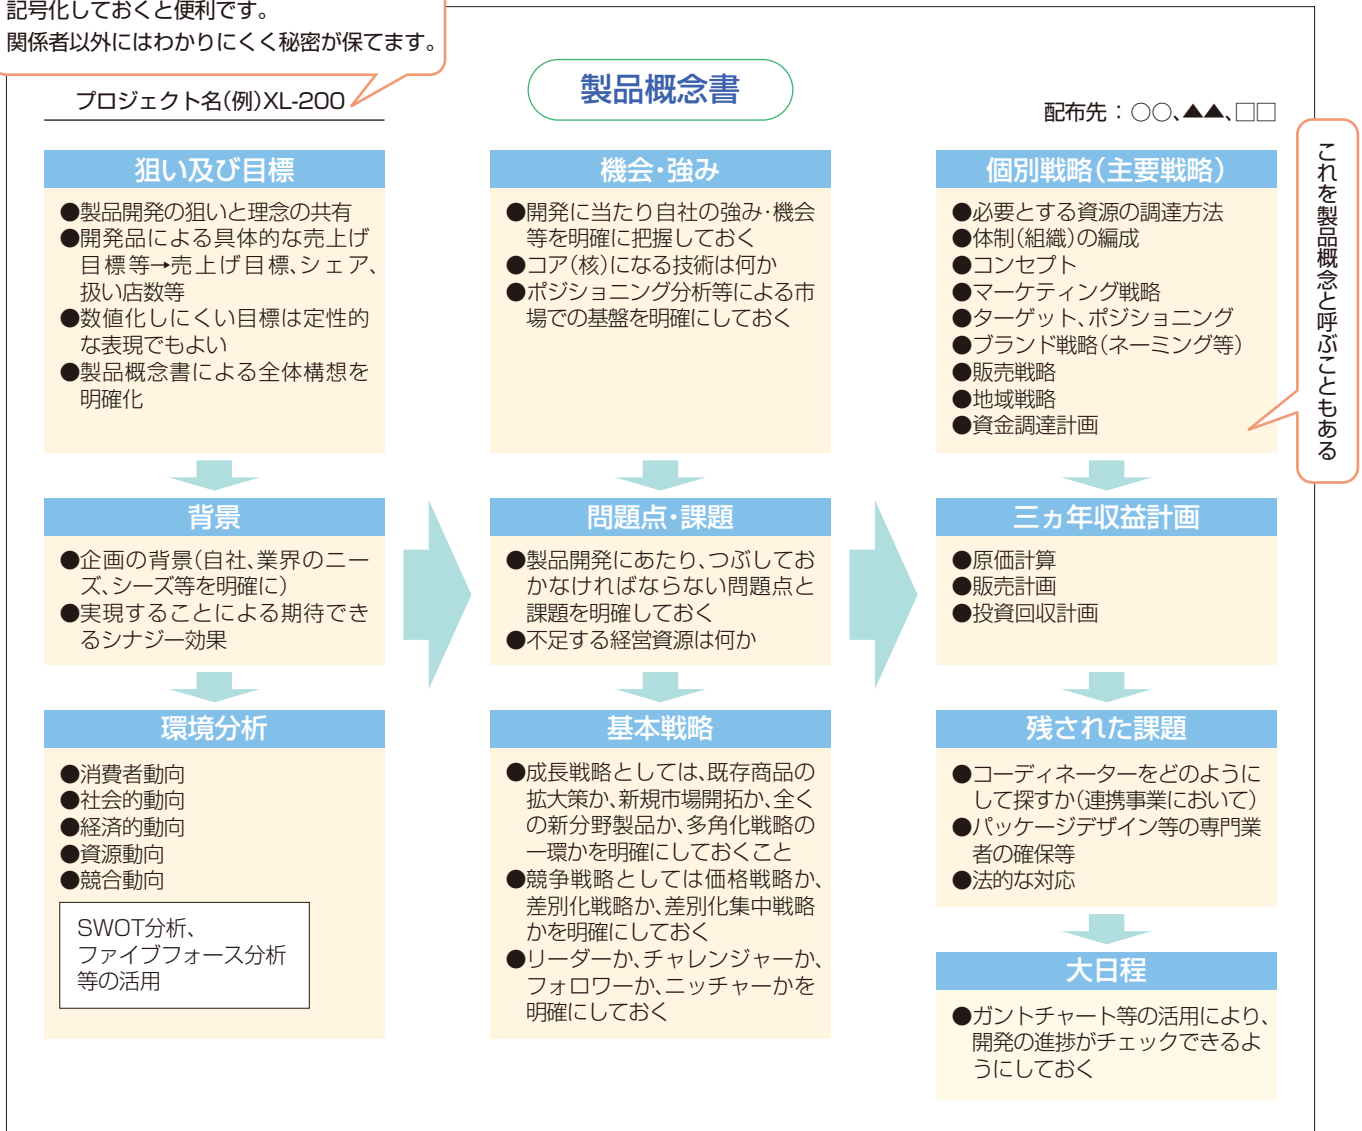 記号化しておくと便利です。
関係者以外にはわかりにくく秘密が保てます。
プロジェクト名(例)XL-200
製品概念書
配布先：○○、▲▲、□□
狙い及び目標
●製品開発の狙いと理念の共有
●開発品による具体的な売上げ
目標等→売上げ目標、シェア、
扱い店数等
●数値化しにくい目標は定性的
な表現でもよい
●製品概念書による全体構想を
明確化
背景
●企画の背景(自社、業界のニー
ズ、シーズ等を明確に)
●実現することによる期待でき
るシナジー効果
環境分析
●消費者動向
●社会的動向
●経済的動向
●資源動向
●競合動向
SWOT分析、
ファイブフォース分析
等の活用
機会・強み
●開発に当たり自社の強み・機会
等を明確に把握しておく
●コア(核)になる技術は何か
●ポジショニング分析等による市
場での基盤を明確にしておく
問題点・課題
●製品開発にあたり、つぶしてお
かなければならない問題点と
課題を明確しておく
●不足する経営資源は何か
基本戦略
●成長戦略としては、既存商品の
拡大策か、新規市場開拓か、全く
の新分野製品か、多角化戦略の
一環かを明確にしておくこと
●競争戦略としては価格戦略か、
差別化戦略か、差別化集中戦略
かを明確にしておく
●リーダーか、チャレンジャーか、
フォロワーか、ニッチャーかを
明確にしておく
個別戦略(主要戦略)
●必要とする資源の調達方法
●体制(組織)の編成
●コンセプト
●マーケティング戦略
●ターゲット、ポジショニング
●ブランド戦略(ネーミング等)
●販売戦略
●地域戦略
●資金調達計画
これを製品概念と呼ぶこともある
三ヵ年収益計画
●原価計算
●販売計画
●投資回収計画
残された課題
●コーディネーターをどのように
して探すか(連携事業において)
●パッケージデザイン等の専門業
者の確保等
●法的な対応
大日程
●ガントチャート等の活用により、
開発の進捗がチェックできるよ
うにしておく